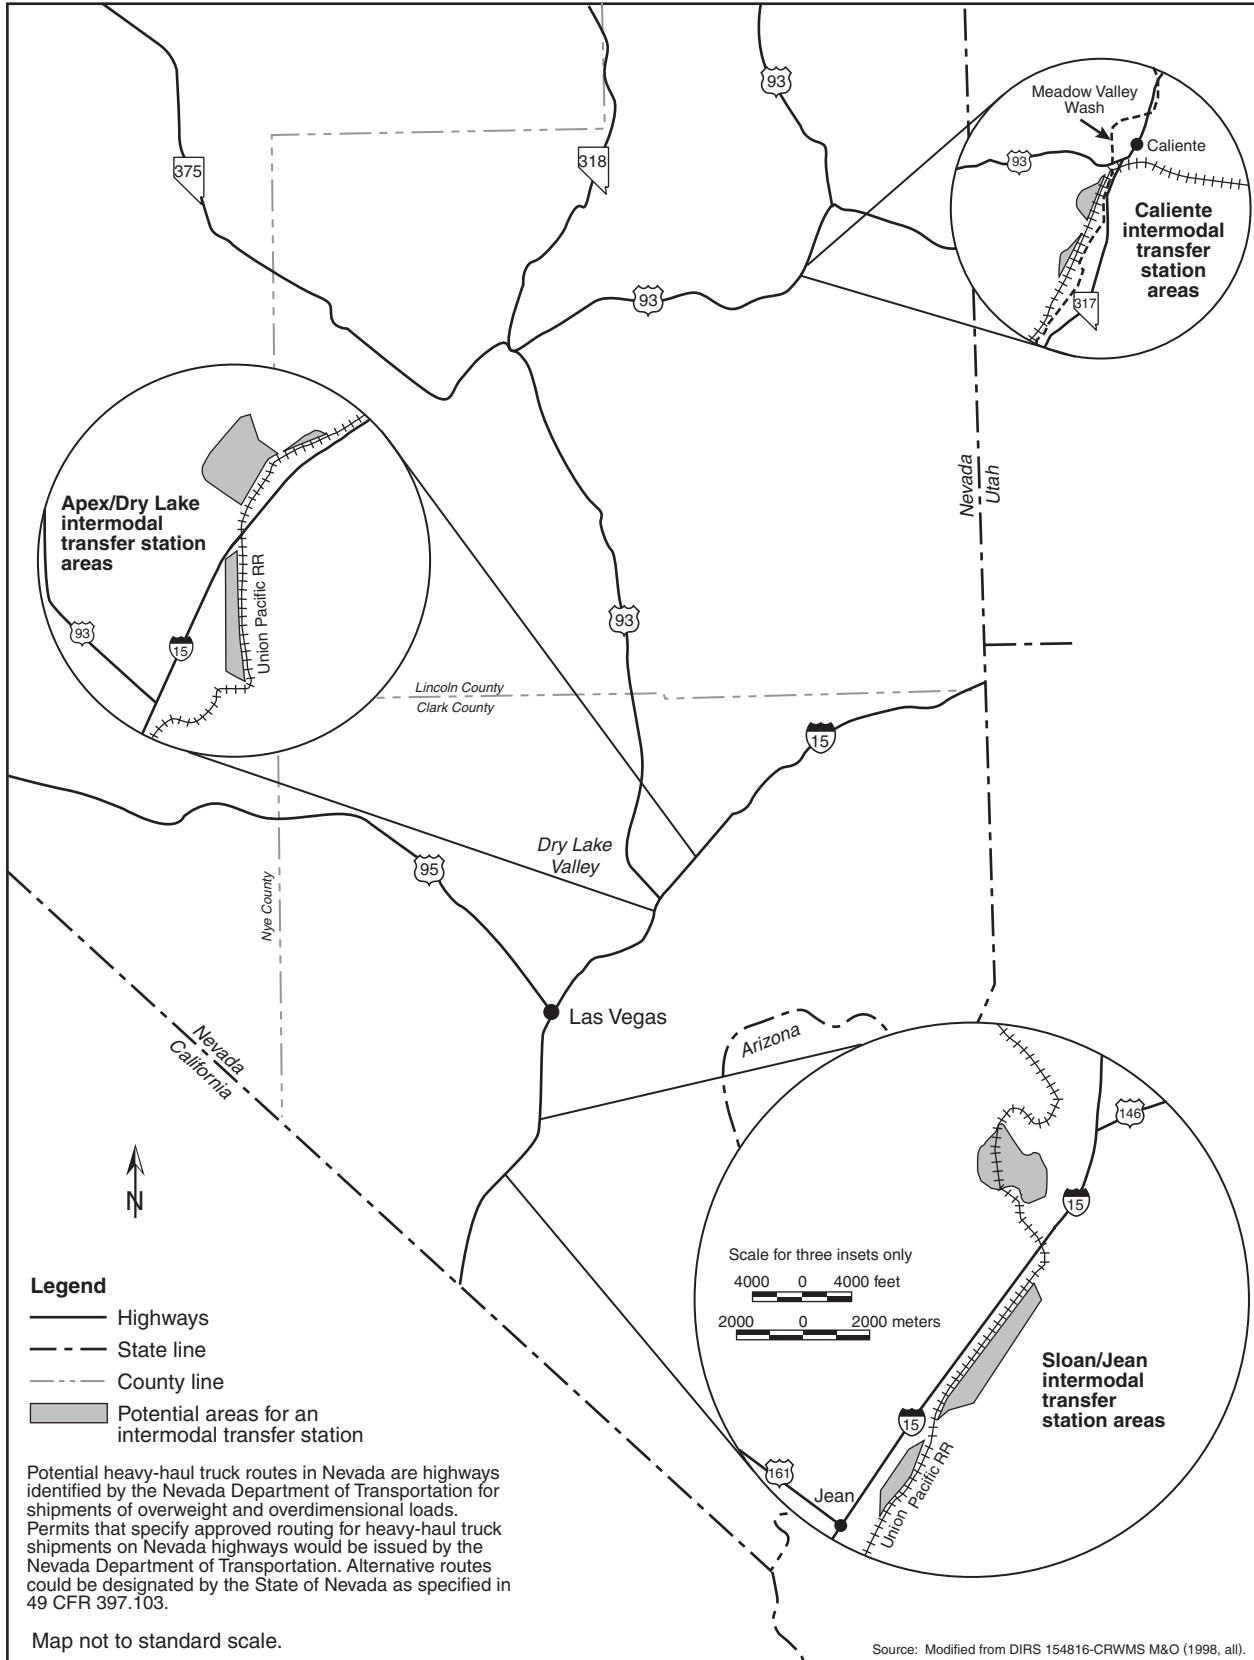 93
Meadow Valley
Wash
Caliente
93
375
318
Caliente
intermodal
transfer
station
areas
317
93
Nevada
Utah
Apex/Dry Lake
intermodal
transfer station
areas
Union Pacific RR
93
15
93
Lincoln County
Clark County
15
Dry Lake
Valley
95
Nye County
Las Vegas
Nevada
California
Arizona
146
15
N
Scale for three insets only
4000 0 4000 feet
2000 0 2000 meters
Legend
Highways
State line
County line
Potential areas for an
intermodal transfer station
Sloan/Jean
intermodal
transfer
station areas
15
161
Jean
Union Pacific RR
Potential heavy-haul truck routes in Nevada are highways
identified by the Nevada Department of Transportation for
shipments of overweight and overdimensional loads.
Permits that specify approved routing for heavy-haul truck
shipments on Nevada highways would be issued by the
Nevada Department of Transportation. Alternative routes
could be designated by the State of Nevada as specified in
49 CFR 397.103.
Map not to standard scale.
Source: Modified from DIRS 154816-CRWMS M&O (1998, all).